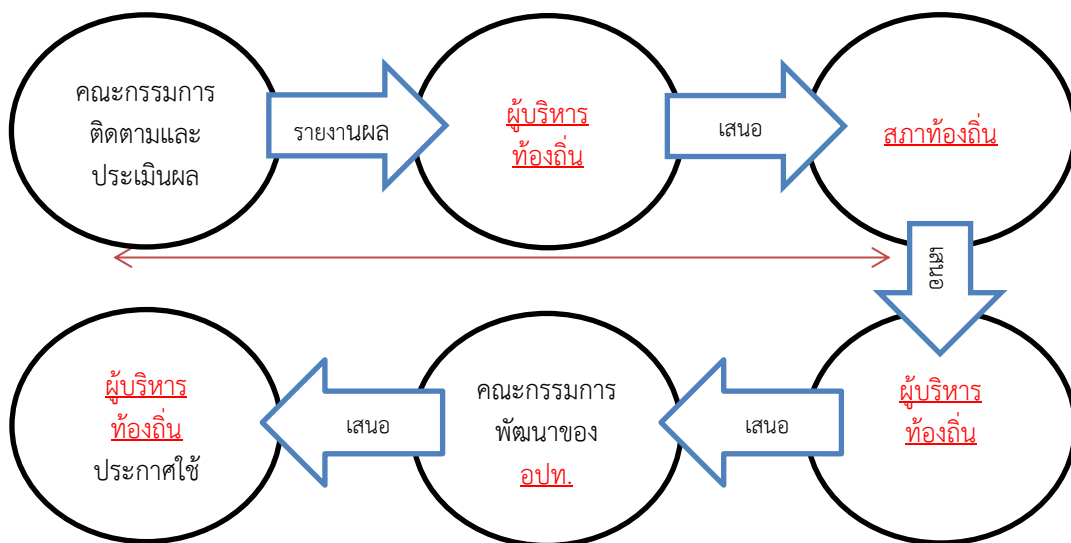 คณะกรรมการ
ติดตามและ
ประเมินผล
รายงานผล
ผู้บริหาร
ท้องถิ่น
เสนอ
สภาท้องถิ่น
เสนอ
ผู้บริหาร
ท้องถิ่น
เสนอ
คณะกรรมการ
พัฒนาของ
อปท.
เสนอ
ผู้บริหาร
ท้องถิ่น
ประกาศใช้